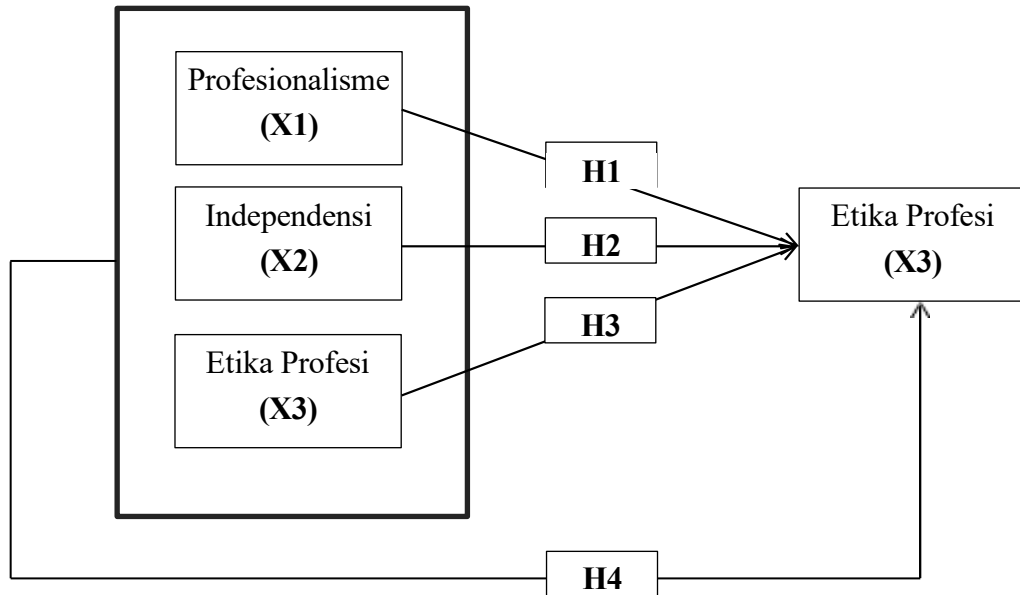 Profesionalisme
(X1)
H1
Independensi
(X2)
H2
Etika Profesi
(X3)
H3
Etika Profesi
(X3)
H4